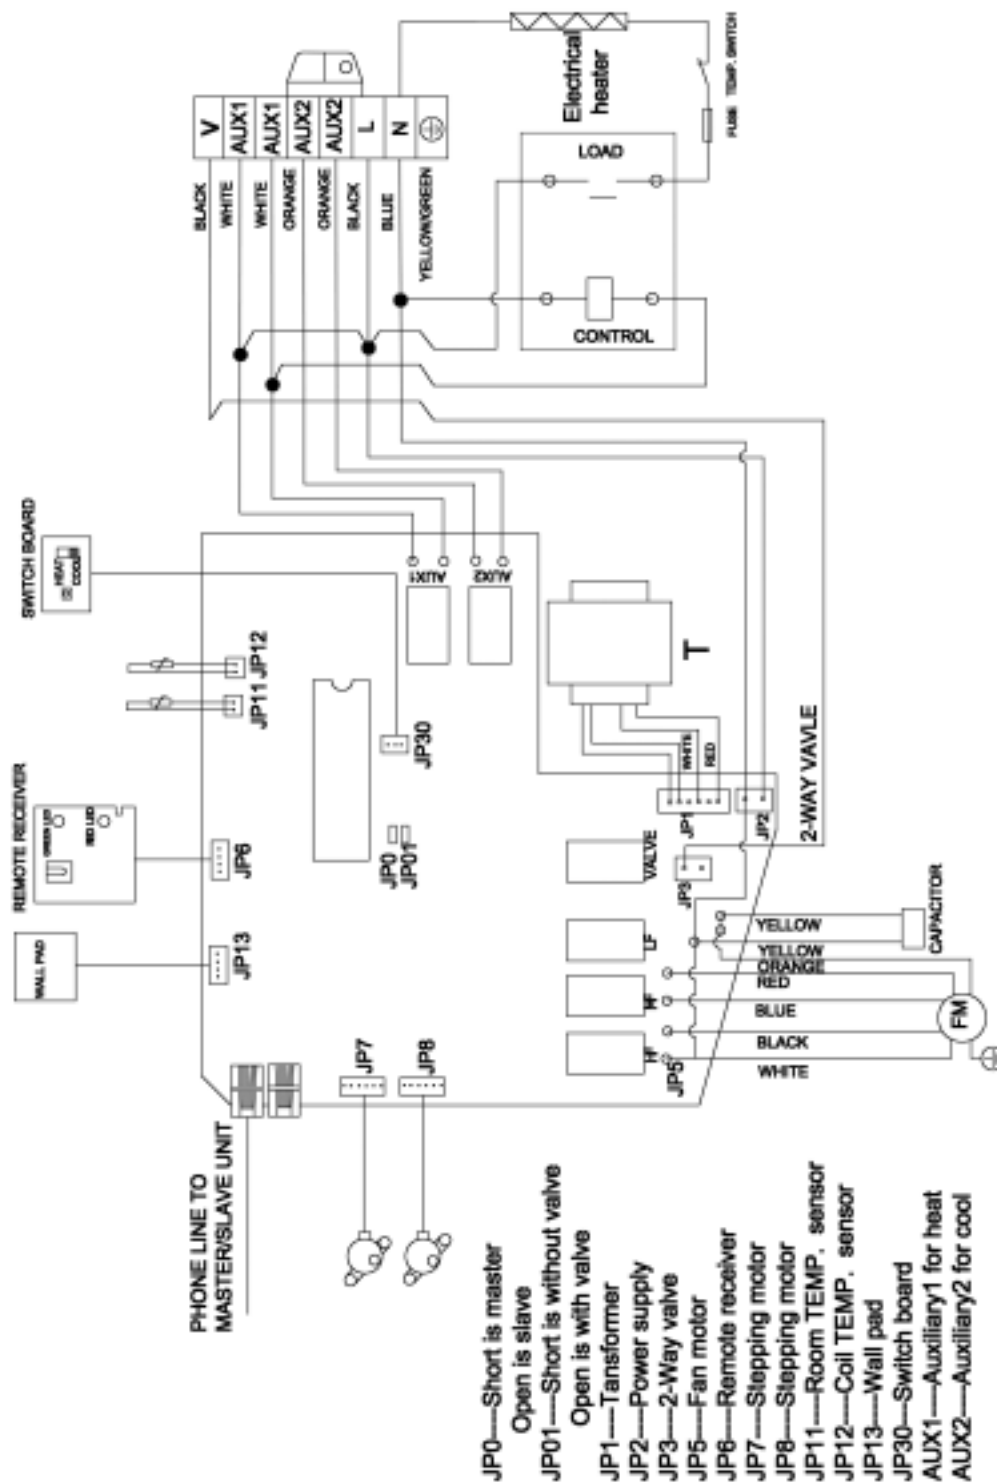 SWITCH BOARD
HEAT
COOL
REMOTE RECEIVER
GREEN LED
RED LED
WALL PAD
PHONE LINE TO
MASTER/SLAVE UNIT
JP13
JP6
JP11
JP12
JP7
JP8
JP0
JP01
JP30
AUX1
AUX2
V
AUX1
AUX1
AUX2
AUX2
L
N
BLACK
WHITE
WHITE
ORANGE
ORANGE
BLACK
BLUE
YELLOW/GREEN
Electrical
heater
FUSE TEMP. SWITCH
LOAD
CONTROL
T
WHITE
RED
JP1
JP2
JP3
JP5
HF
MF
LF
VALVE
2-WAY VAVLE
YELLOW
YELLOW
ORANGE
RED
BLUE
BLACK
WHITE
CAPACITOR
FM
JP0---Short is master
Open is slave
JP01---Short is without valve
Open is with valve
JP1---Tansformer
JP2---Power supply
JP3---2-Way valve
JP5---Fan motor
JP6---Remote receiver
JP7---Stepping motor
JP8---Stepping motor
JP11---Room TEMP. sensor
JP12---Coil TEMP. sensor
JP13---Wall pad
JP30---Switch board
AUX1---Auxiliary1 for heat
AUX2---Auxiliary2 for cool